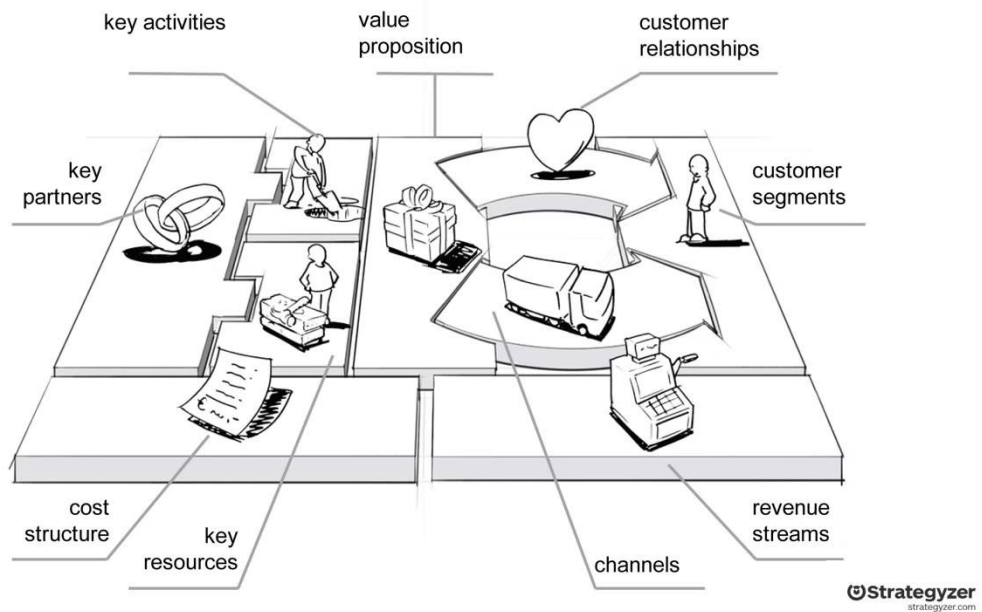 key activities
value
proposition
customer
relationships
key
partners
customer
segments
cost
structure
key
resources
channels
revenue
streams
Strategyzer
strategyzer.com